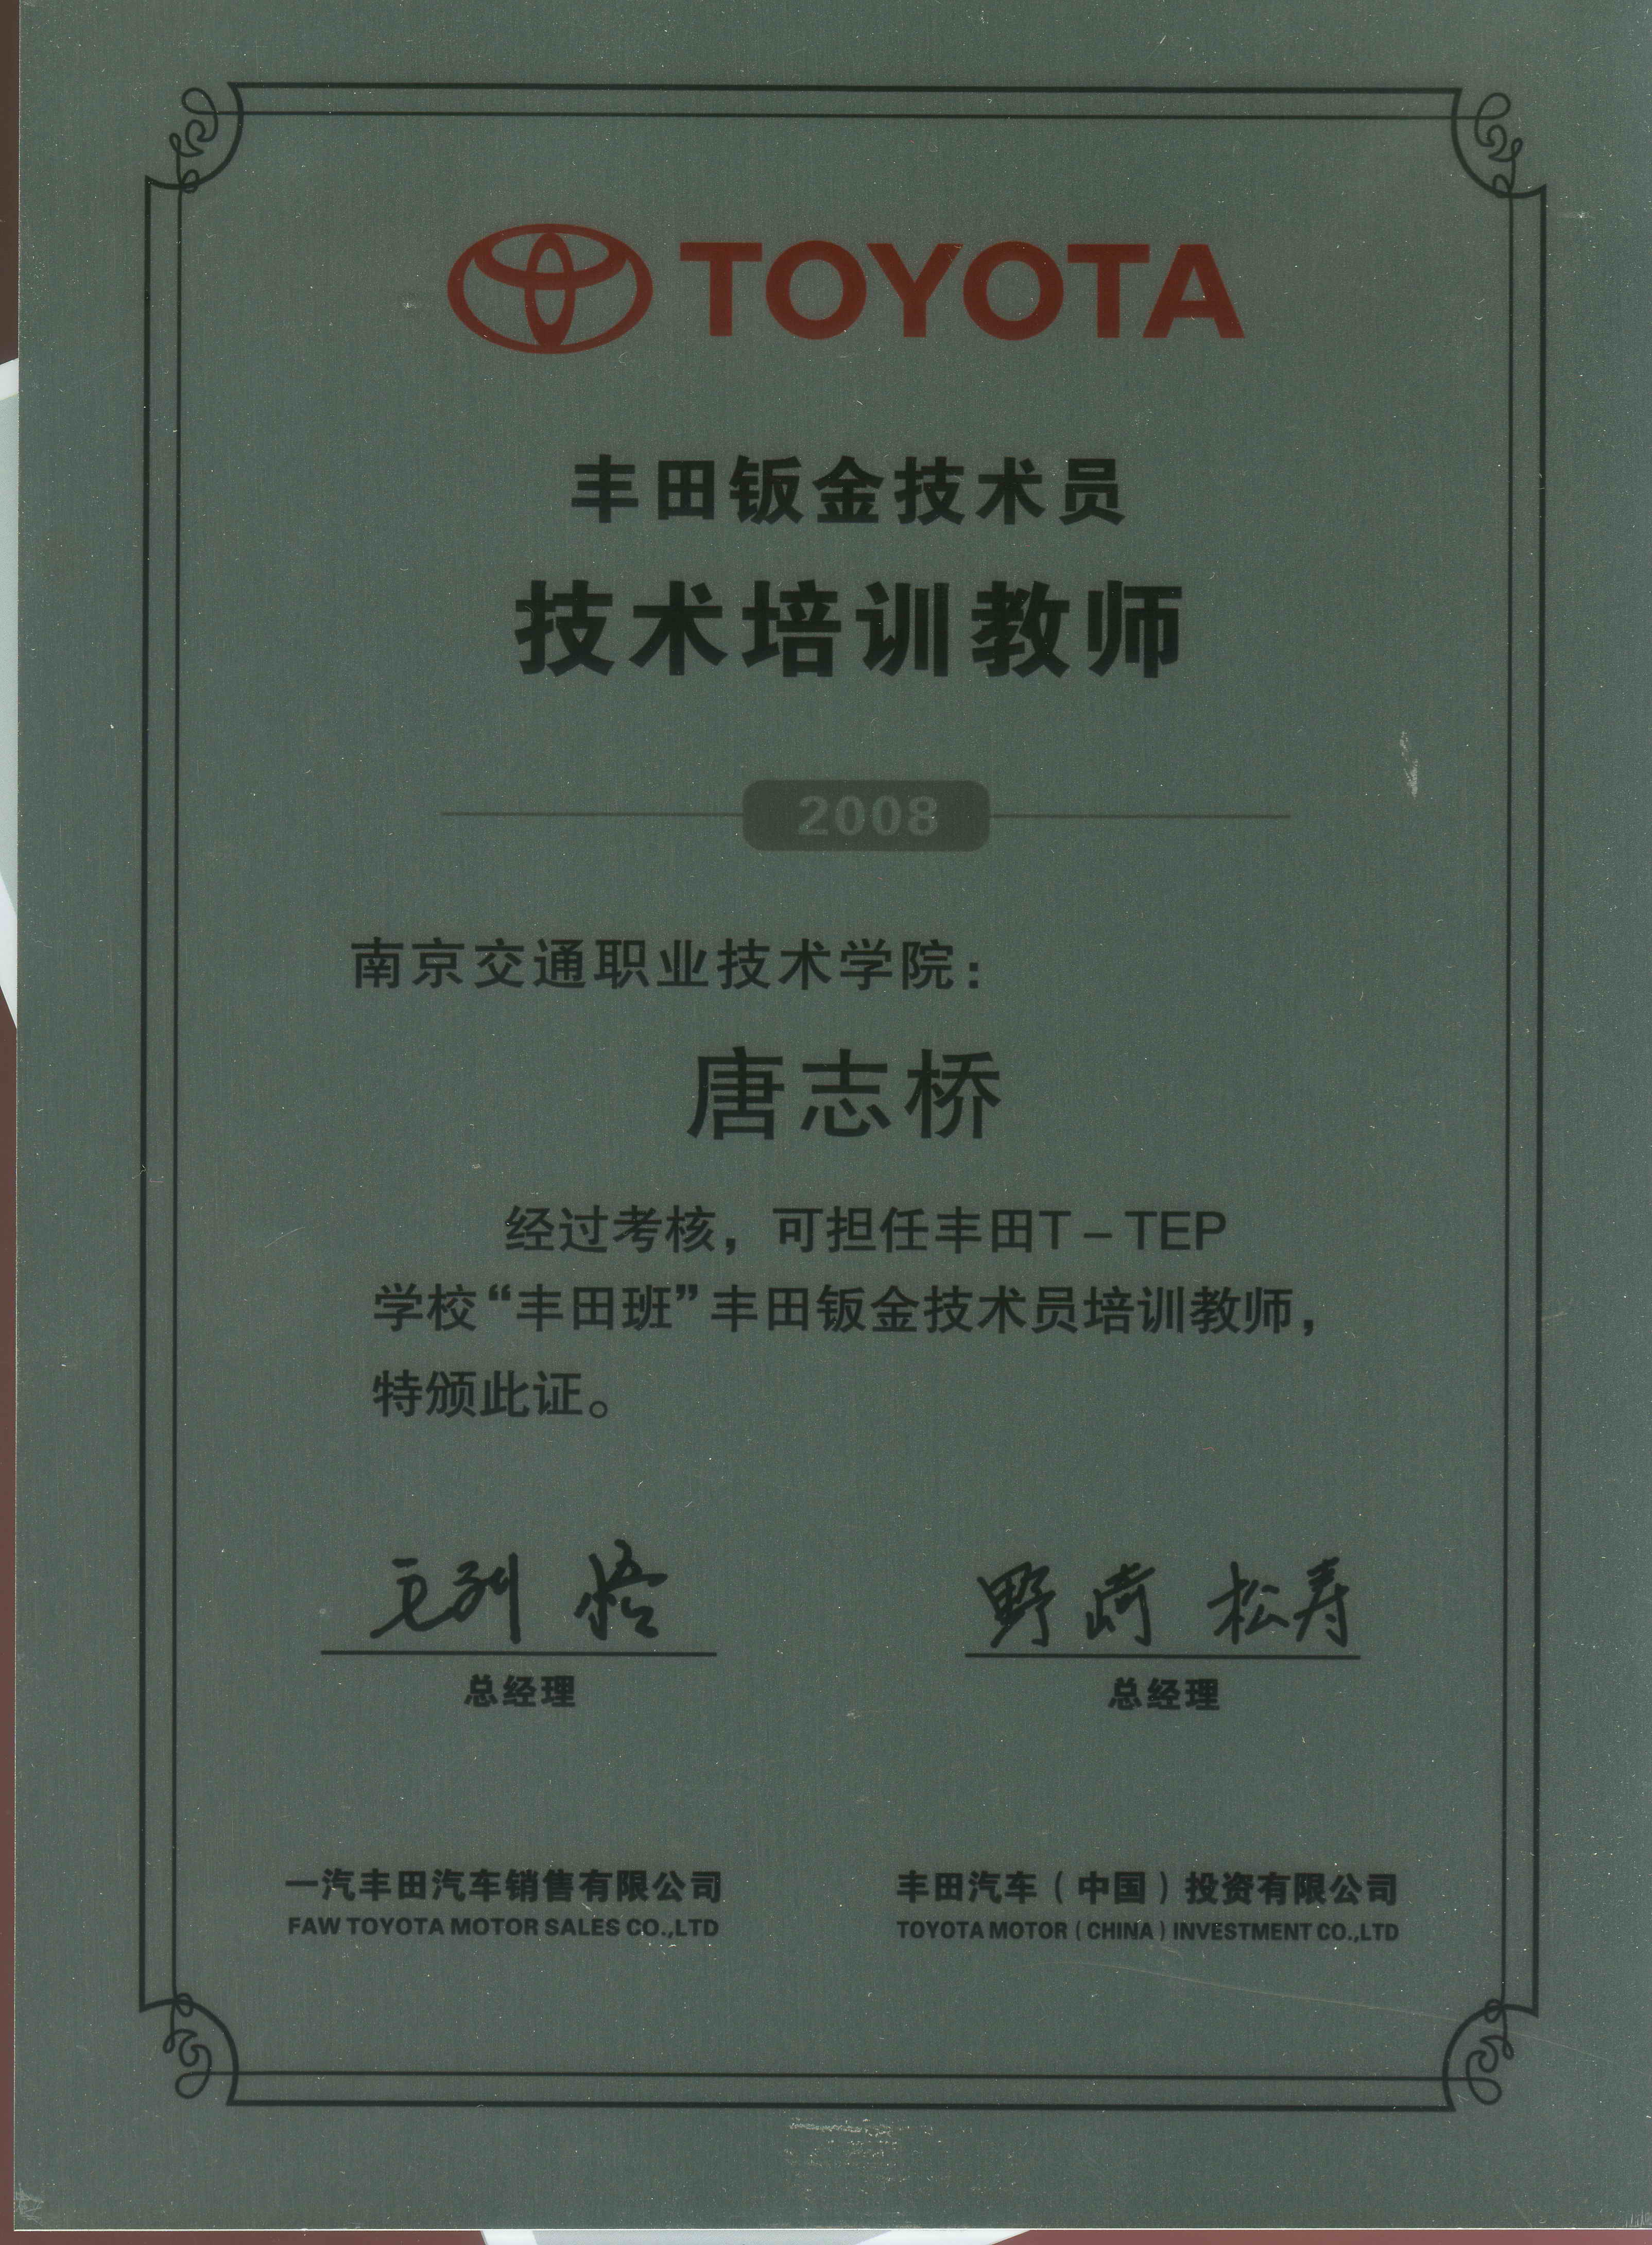 TOYOTA
丰田钣金技术员
技术培训教师
2008
南京交通职业技术学院：
唐志桥
经过考核，可担任丰田T－TEP
学校“丰田班”丰田钣金技术员培训教师，
特颁此证。
野崎 松寿
总经理 总经理
一汽丰田汽车销售有限公司 丰田汽车（中国）投资有限公司
FAW TOYOTA MOTOR SALES CO.,LTD TOYOTA MOTOR（CHINA）INVESTMENT CO.,LTD